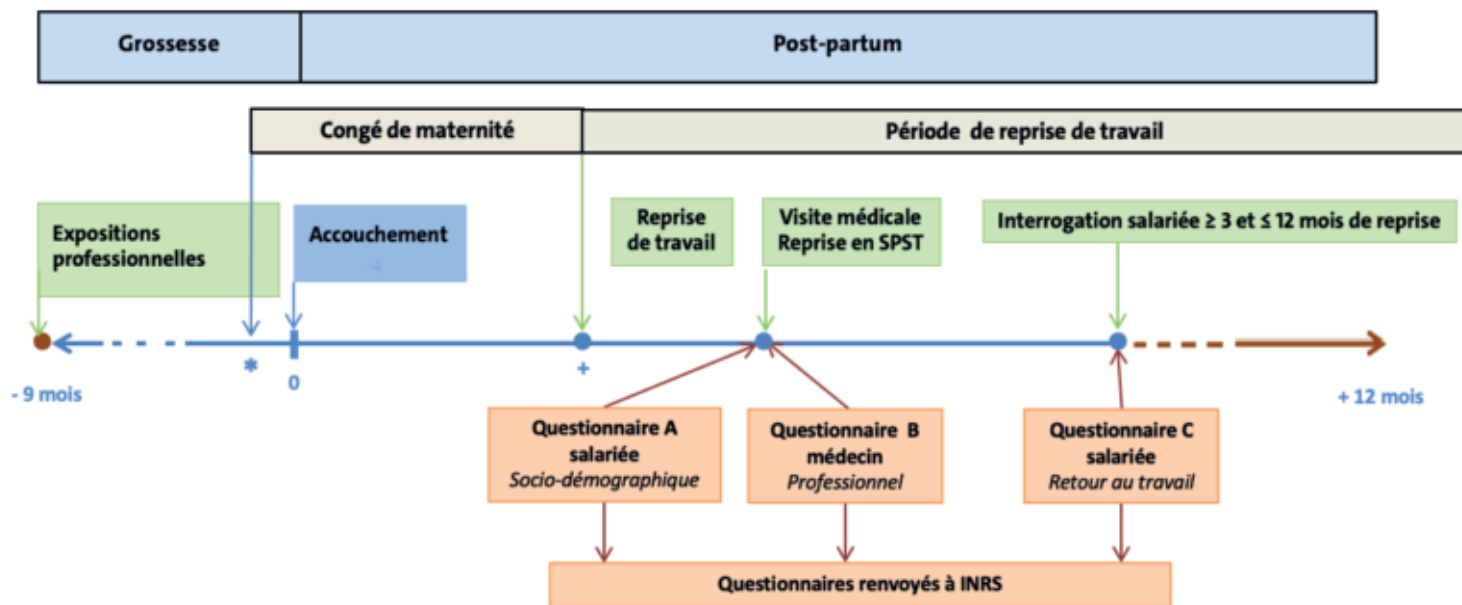 Grossesse
Post-partum
Congé de maternité
Période de reprise de travail
Expositions
professionnelles
Accouchement
Reprise
de travail
Visite médicale
Reprise en SPST
Interrogation salariée ≥ 3 et ≤ 12 mois de reprise
- 9 mois
*
0
+
+ 12 mois
Questionnaire A
salariée
Socio-démographique
Questionnaire B
médecin
Professionnel
Questionnaire C
salariée
Retour au travail
Questionnaires renvoyés à INRS